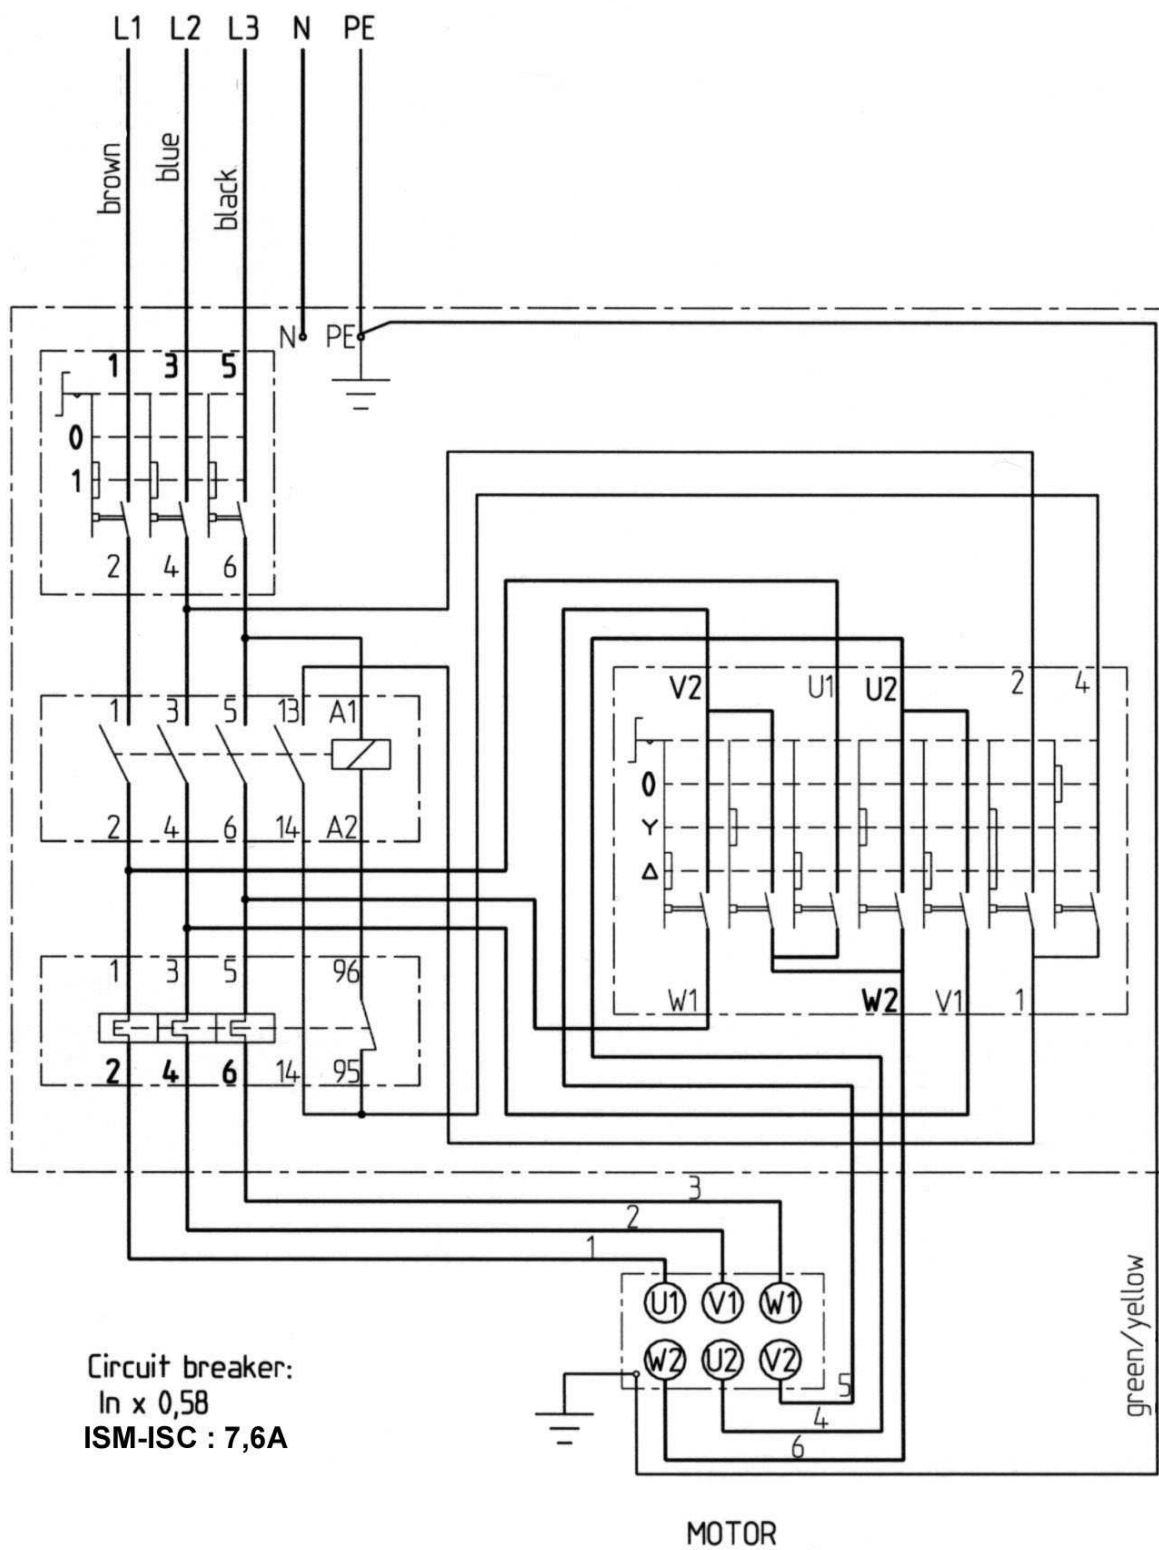 L1 L2 L3 N PE
brown
blue
black
N PE
1 3 5
0
1
2 4 6
V2 U1 U2 2 4
1 3 5 13 A1
0
Y
Δ
2 4 6 14 A2
1 3 5 96
W1 W2 V1 1
2 4 6 14 95
3
2
1
U1 V1 W1
W2 U2 V2
5
4
6
green/yellow
Circuit breaker:
In x 0,58
ISM-ISC : 7,6A
MOTOR